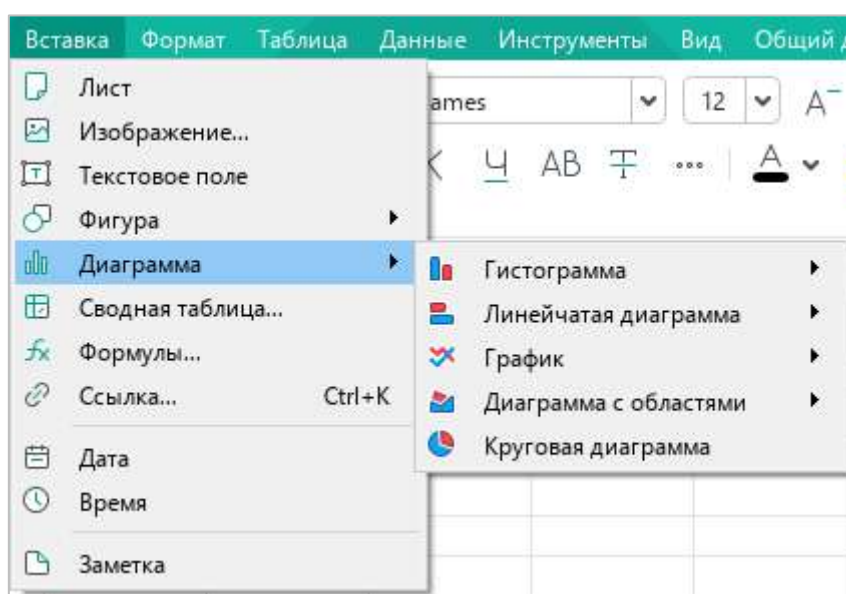 Вставка Формат Таблица Данные Инструменты Вид Общий
Лист
Изображение...
Текстовое поле
Фигура
Диаграмма
Сводная таблица...
Формулы...
Ссылка... Ctrl+K
Дата
Время
Заметка
ames 12 A
Ч АВ Т ... А
Гистограмма
Линейчатая диаграмма
График
Диаграмма с областями
Круговая диаграмма